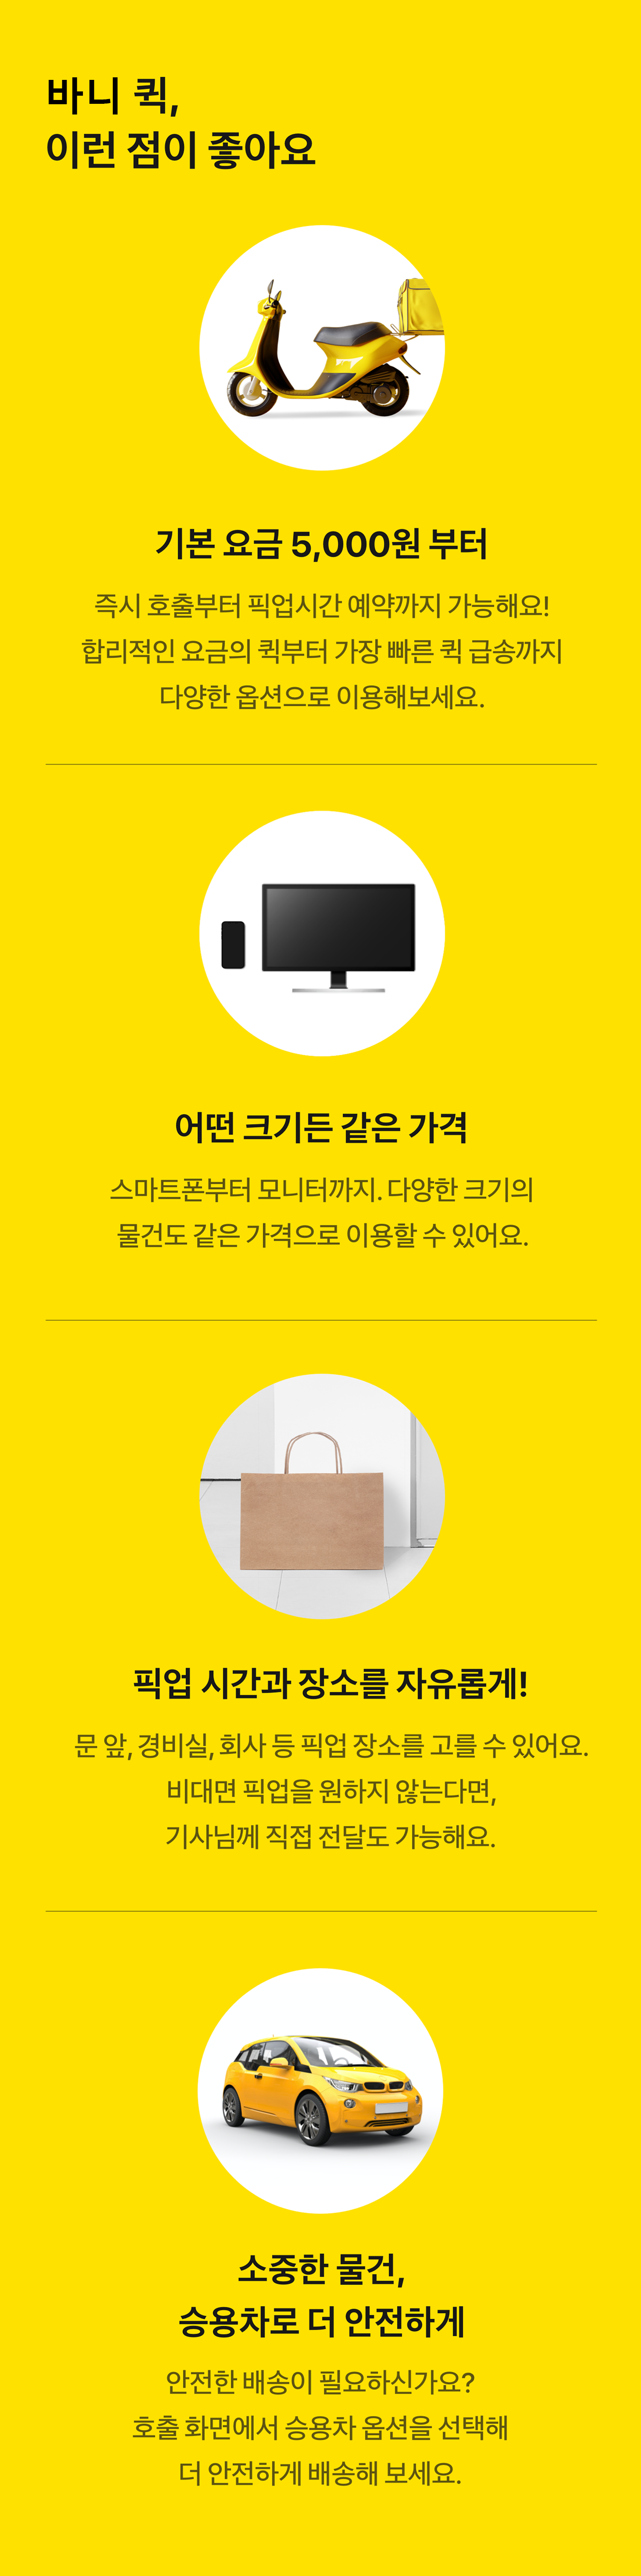 바니 퀵,
이런 점이 좋아요
기본 요금 5,000원 부터
즉시 호출부터 픽업시간 예약까지 가능해요!
합리적인 요금의 퀵부터 가장 빠른 퀵 급송까지
다양한 옵션으로 이용해보세요.
어떤 크기든 같은 가격
스마트폰부터 모니터까지. 다양한 크기의
물건도 같은 가격으로 이용할 수 있어요.
픽업 시간과 장소를 자유롭게!
문 앞, 경비실, 회사 등 픽업 장소를 고를 수 있어요.
비대면 픽업을 원하지 않는다면,
기사님께 직접 전달도 가능해요.
소중한 물건,
승용차로 더 안전하게
안전한 배송이 필요하신가요?
호출 화면에서 승용차 옵션을 선택해
더 안전하게 배송해 보세요.